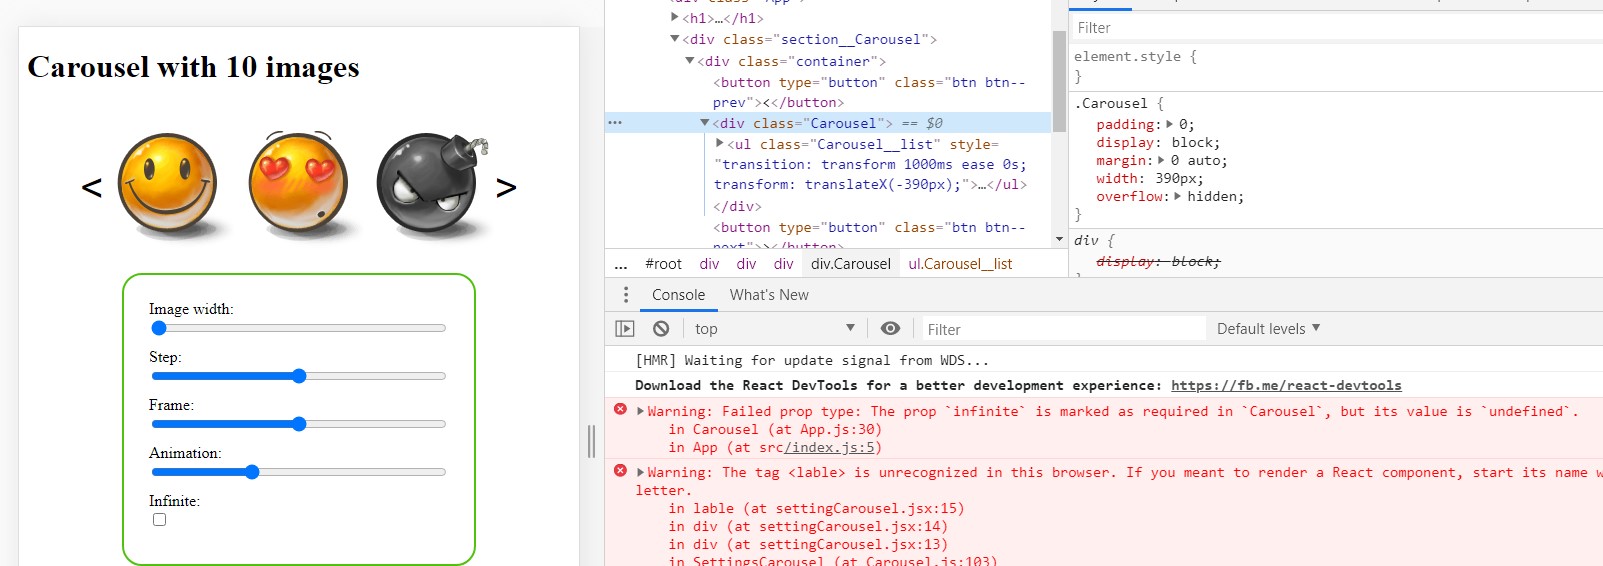 Carousel with 10 images
<
>
Image width:
Step:
Frame:
Animation:
Infinite:
<h1>…</h1>
<div class="section__Carousel">
<div class="container">
<button type="button" class="btn btn--
prev"><</button>
<div class="Carousel"> == $0
<ul class="Carousel__list" style=
"transition: transform 1000ms ease 0s;
transform: translateX(-390px);">…</ul>
</div>
<button type="button" class="btn btn--
next">></button>
... #root div div div div.Carousel ul.Carousel__list
Filter
element.style {
}
.Carousel {
padding: 0;
display: block;
margin: 0 auto;
width: 390px;
overflow: hidden;
}
div {
display: block;
Console What's New
top Filter Default levels
[HMR] Waiting for update signal from WDS...
Download the React DevTools for a better development experience: https://fb.me/react-devtools
Warning: Failed prop type: The prop `infinite` is marked as required in `Carousel`, but its value is `undefined`.
in Carousel (at App.js:30)
in App (at src/index.js:5)
Warning: The tag <lable> is unrecognized in this browser. If you meant to render a React component, start its name w
letter.
in lable (at settingCarousel.jsx:15)
in div (at settingCarousel.jsx:14)
in div (at settingCarousel.jsx:13)
in SettingsCarousel (at Carousel.js:103)